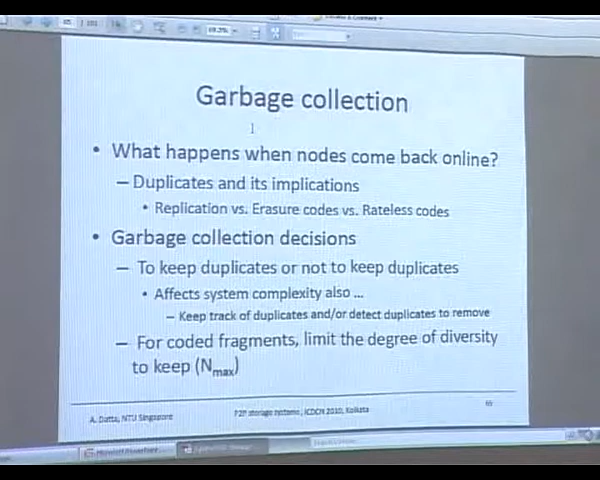 Garbage collection
• What happens when nodes come back online?
– Duplicates and its implications
• Replication vs. Erasure codes vs. Rateless codes
• Garbage collection decisions
– To keep duplicates or not to keep duplicates
• Affects system complexity also ...
– Keep track of duplicates and/or detect duplicates to remove
– For coded fragments, limit the degree of diversity
to keep (Nmax)
A. Datta, NTU Singapore
P2P storage systems, ICDCN 2010, Kolkata